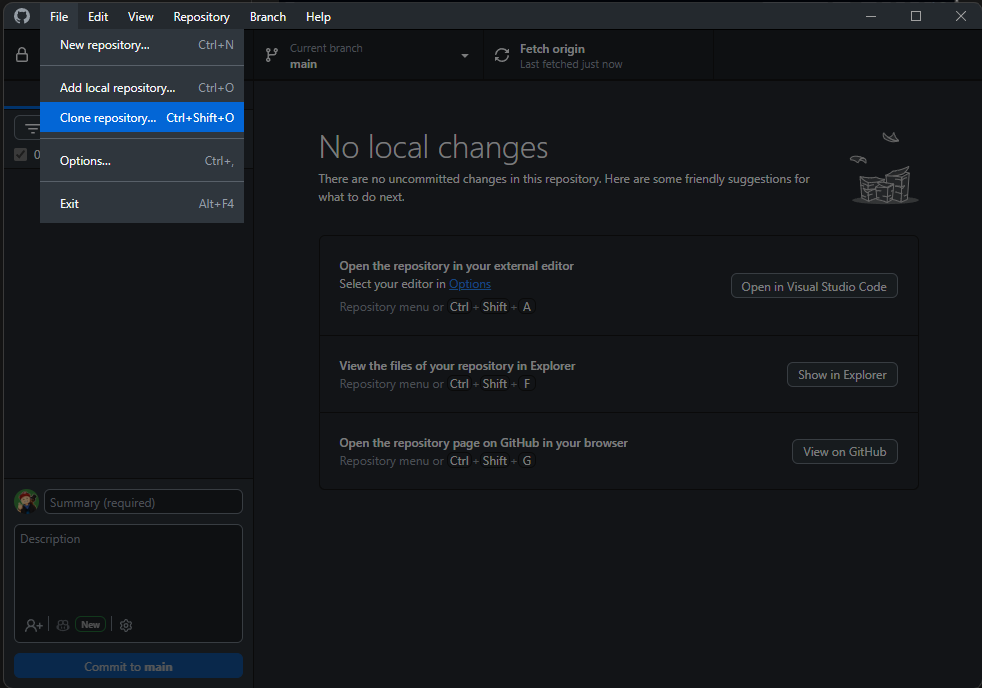 File Edit View Repository Branch Help
New repository... Ctrl+N
Add local repository... Ctrl+O
Clone repository... Ctrl+Shift+O
Options... Ctrl+,
Exit Alt+F4
0
Current branch
main
Fetch origin
Last fetched just now
No local changes
There are no uncommitted changes in this repository. Here are some friendly suggestions for
what to do next.
Open the repository in your external editor
Select your editor in Options
Repository menu or Ctrl + Shift + A
Open in Visual Studio Code
View the files of your repository in Explorer
Repository menu or Ctrl + Shift + F
Show in Explorer
Open the repository page on GitHub in your browser
Repository menu or Ctrl + Shift + G
View on GitHub
Summary (required)
Description
New
Commit to main